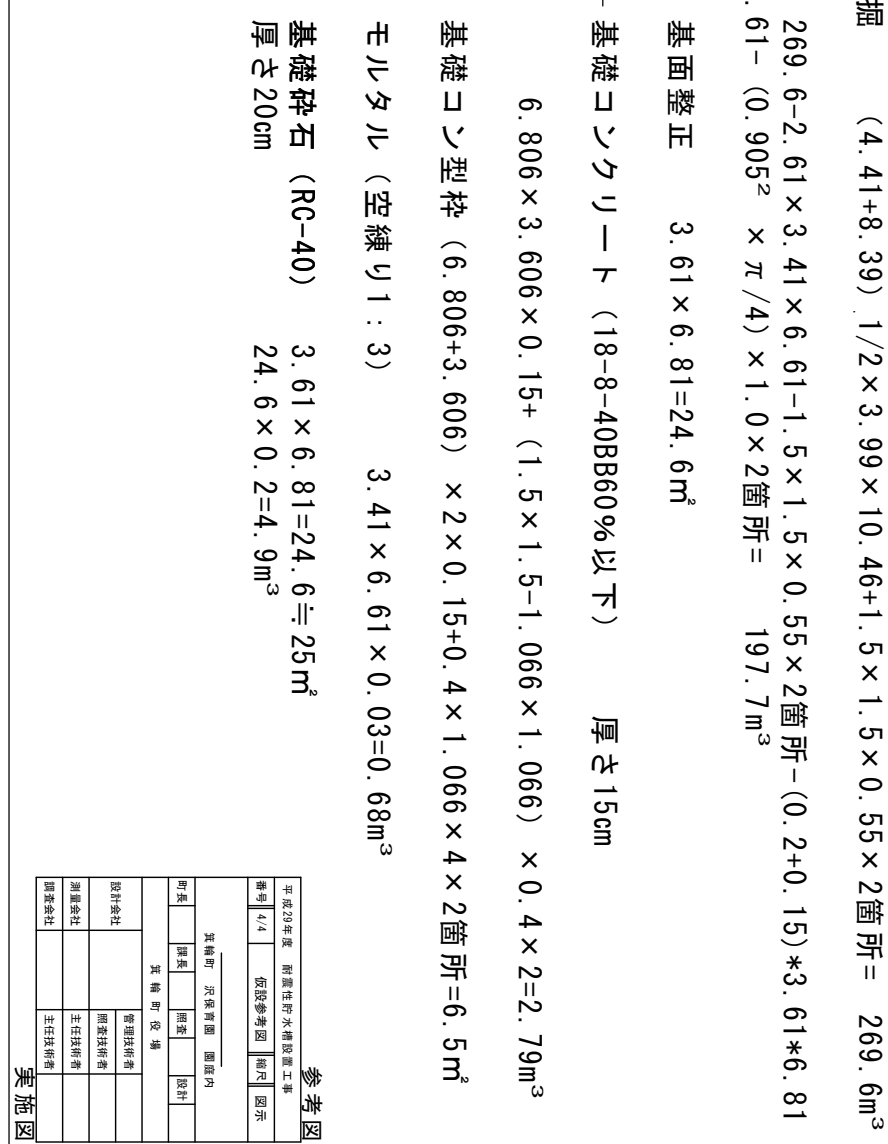 掘　　(4.41+8.39) 1/2×3.99×10.46+1.5×1.5×0.55×2箇所=　269.6m³
269.6-2.61×3.41×6.61-1.5×1.5×0.55×2箇所-(0.2+0.15)*3.61*6.81
.61-(0.905²　×π/4)×1.0×2箇所=　　197.7m³
基面整正　　3.61×6.81=24.6㎡
基礎コンクリート（18-8-40BB60%以下）　　厚さ15cm
6.806×3.606×0.15+(1.5×1.5-1.066×1.066)×0.4×2=2.79m³
基礎コン型枠（6.806+3.606）×2×0.15+0.4×1.066×4×2箇所=6.5㎡
モルタル（空練り1：3）　　3.41×6.61×0.03=0.68m³
基礎砕石（RC-40）　　3.61×6.81=24.6≒25㎡
厚さ20cm　　24.6×0.2=4.9m³
参考図
平成29年度　耐震性貯水槽設置工事
番号　4/4　仮設参考図　縮尺　図示
箕輪町　沢保育園　園庭内
町長　課長　照査　設計
箕輪町役場
設計会社　管理技術者
照査技術者
測量会社　主任技術者
調査会社　主任技術者
実施図